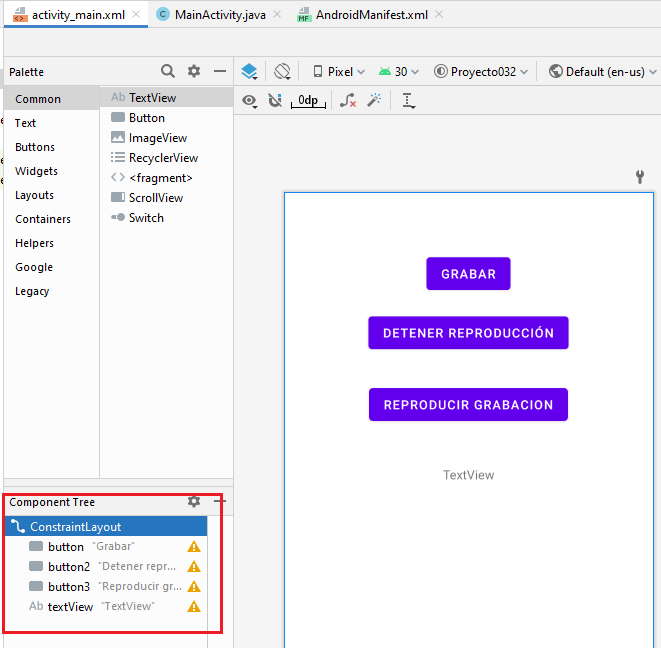 activity_main.xml MainActivity.java AndroidManifest.xml
Palette
Pixel 30 Proyecto032 Default (en-us)
0dp
Common
Text
Buttons
Widgets
Layouts
Containers
Helpers
Google
Legacy
Ab TextView
Button
ImageView
RecyclerView
<fragment>
ScrollView
Switch
GRABAR
DETENER REPRODUCCIÓN
REPRODUCIR GRABACION
TextView
Component Tree
ConstraintLayout
button "Grabar"
button2 "Detener repr...
button3 "Reproducir gr...
Ab textView "TextView"